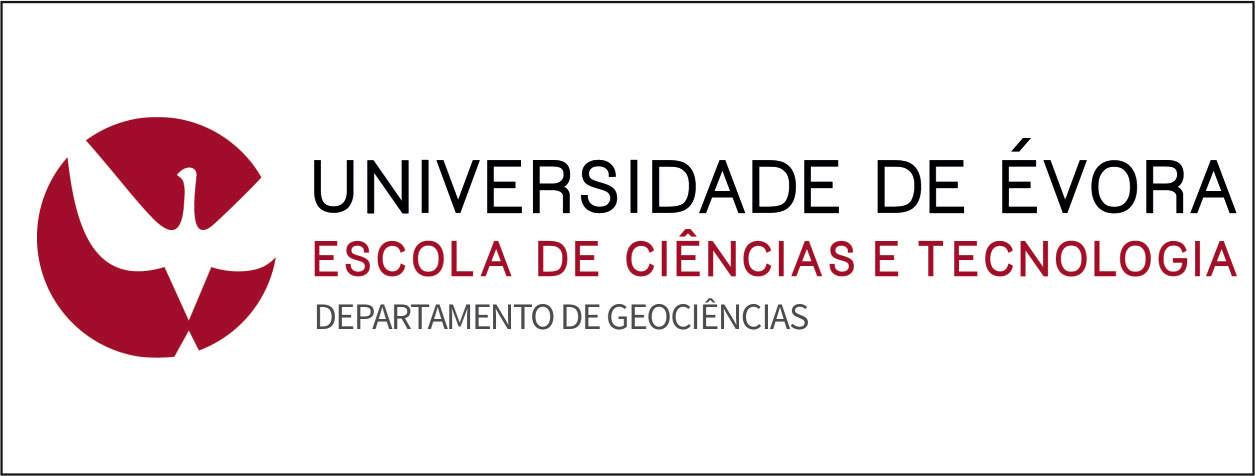 UNIVERSIDADE DE ÉVORA
ESCOLA DE CIÊNCIAS E TECNOLOGIA
DEPARTAMENTO DE GEOCIÊNCIAS